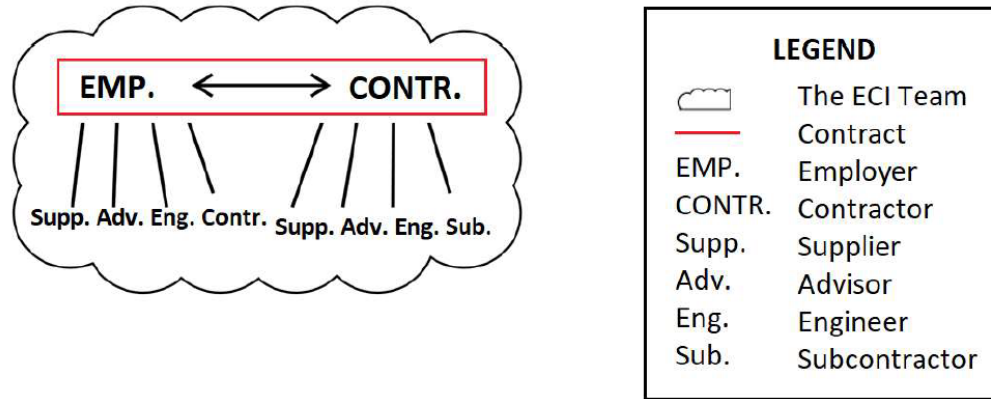 EMP. CONTR.
Supp. Adv. Eng. Contr. Supp. Adv. Eng. Sub.
LEGEND
The ECI Team
Contract
EMP. Employer
CONTR. Contractor
Supp. Supplier
Adv. Advisor
Eng. Engineer
Sub. Subcontractor